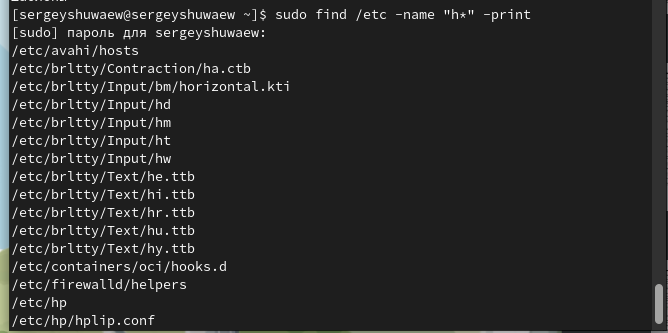 [sergeyshuwaew@sergeyshuwaew ~]$ sudo find /etc -name "h*" -print
[sudo] пароль для sergeyshuwaew:
/etc/avahi/hosts
/etc/brltty/Contraction/ha.ctb
/etc/brltty/Input/bm/horizontal.kti
/etc/brltty/Input/hd
/etc/brltty/Input/hm
/etc/brltty/Input/ht
/etc/brltty/Input/hw
/etc/brltty/Text/he.ttb
/etc/brltty/Text/hi.ttb
/etc/brltty/Text/hr.ttb
/etc/brltty/Text/hu.ttb
/etc/brltty/Text/hy.ttb
/etc/containers/oci/hooks.d
/etc/firewalld/helpers
/etc/hp
/etc/hp/hplip.conf